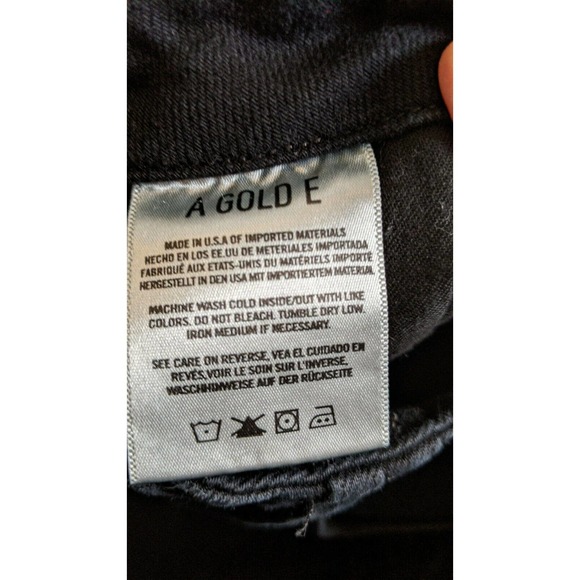 A GOLD E
MADE IN U.S.A OF IMPORTED MATERIALS
HECHO EN LOS EE.UU DE METERIALES IMPORTADA
FABRIQUÉ AUX ETATS-UNIS DU MATÉRIELS IMPORTÉ
HERGESTELLT IN DEN USA MIT IMPORTIERTEM MATERIAL
MACHINE WASH COLD INSIDE/OUT WITH LIKE
COLORS. DO NOT BLEACH. TUMBLE DRY LOW.
IRON MEDIUM IF NECESSARY.
SEE CARE ON REVERSE, VEA EL CUIDADO EN
REVÉS,VOIR LE SOIN SUR L'INVERSE,
WASCHHINWEISE AUF DER RÜCKSEITE